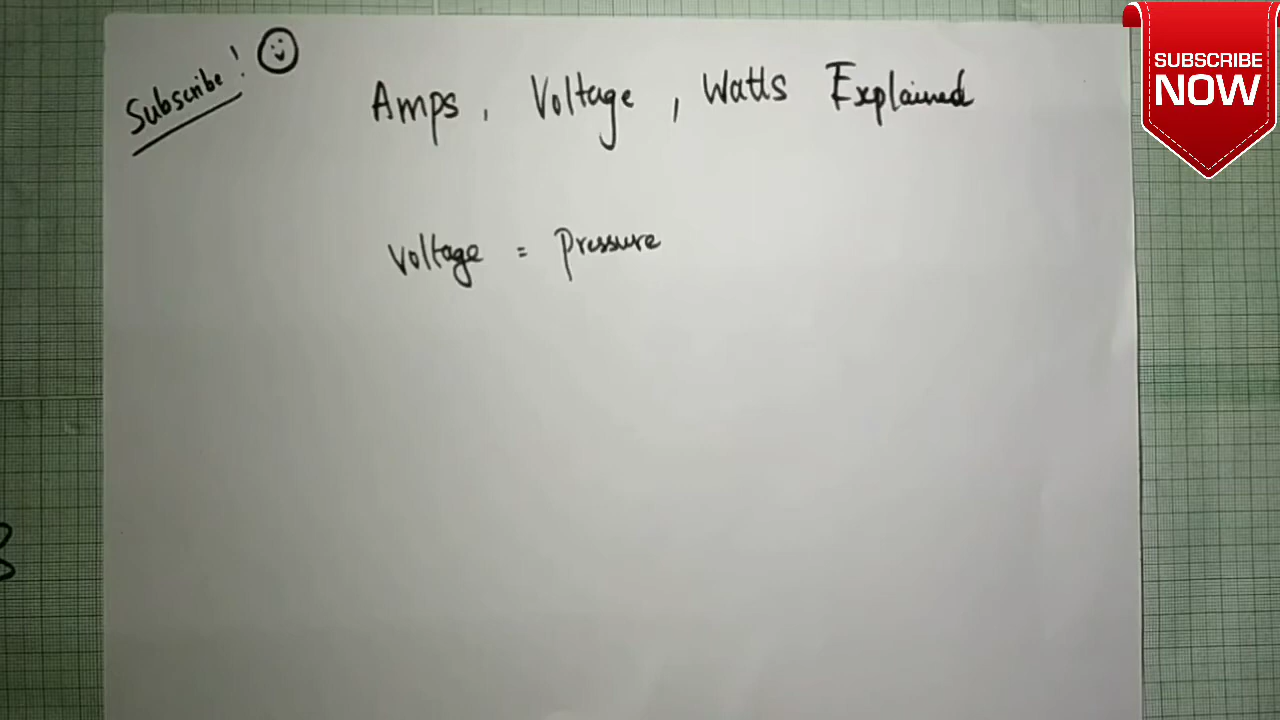 Subscribe!
Amps, Voltage, Watts Explained
SUBSCRIBE
NOW
Voltage = Pressure